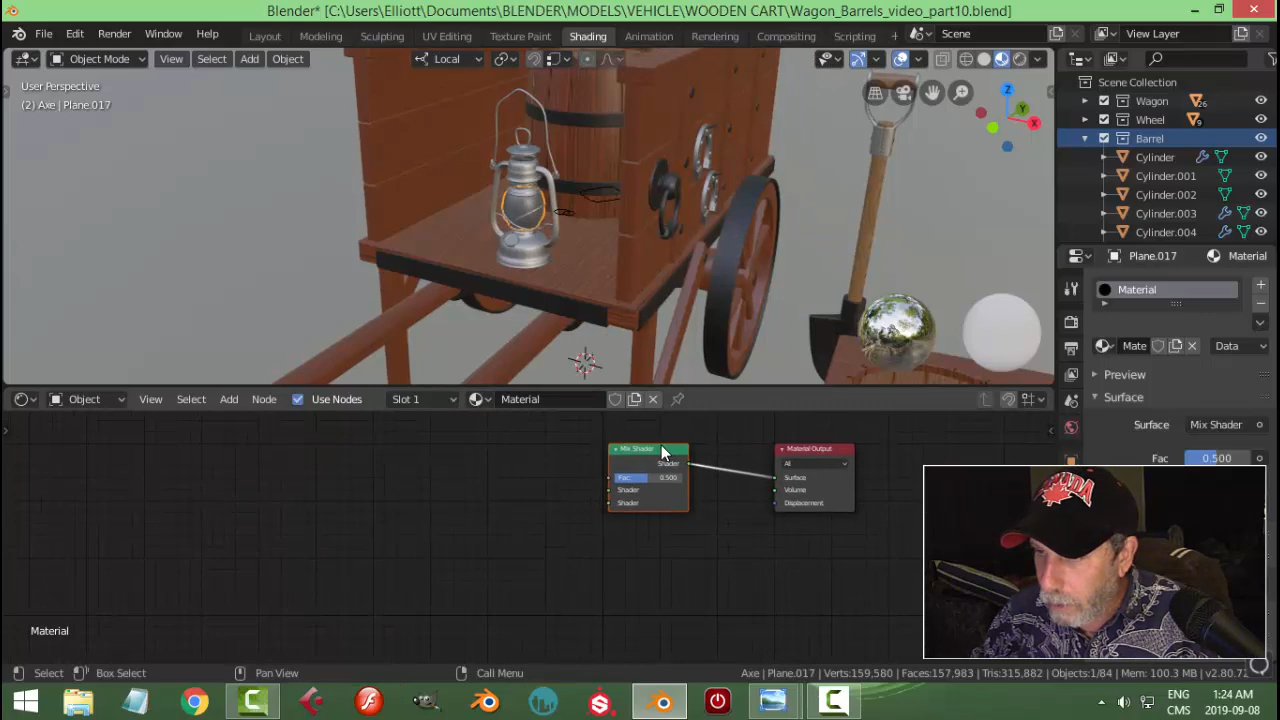 Blender* [C:\Users\Elliott\Documents\BLENDER\MODELS\VEHICLE\WOODEN CART\Wagon_Barrels_video_part10.blend]
File Edit Render Window Help Layout Modeling Sculpting UV Editing Texture Paint Shading Animation Rendering Compositing Scripting Scene View Layer
Object Mode View Select Add Object Local
User Perspective
(2) Axe | Plane.017
Z
Y
X
Scene Collection
Wagon 26
Wheel 9
Barrel
Cylinder
Cylinder.001
Cylinder.002
Cylinder.003
Cylinder.004
Plane.017 Material
Material
Mate Data
Preview
Surface
Surface Mix Shader
Fac 0.500
Object View Select Add Node Use Nodes Slot 1 Material
Mix Shader
Shader
Fac: 0.500
Shader
Shader
Material Output
All
Surface
Volume
Displacement
Material
Select Box Select Pan View Call Menu
Axe | Plane.017 | Verts:159,580 | Faces:157,983 | Tris:315,882 | Objects:1/84 | Mem: 100.3 MB | v2.80.71
ENG
CMS
1:24 AM
2019-09-08